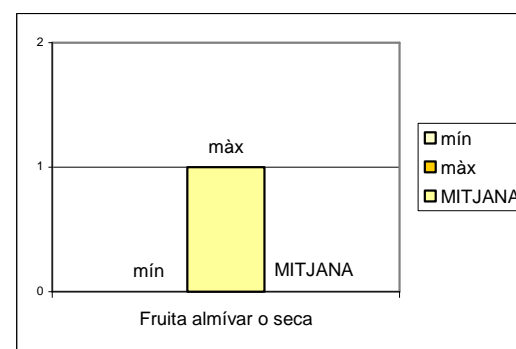 2
màx
1
mín
MITJANA
0
Fruita almívar o seca
mín
màx
MITJANA